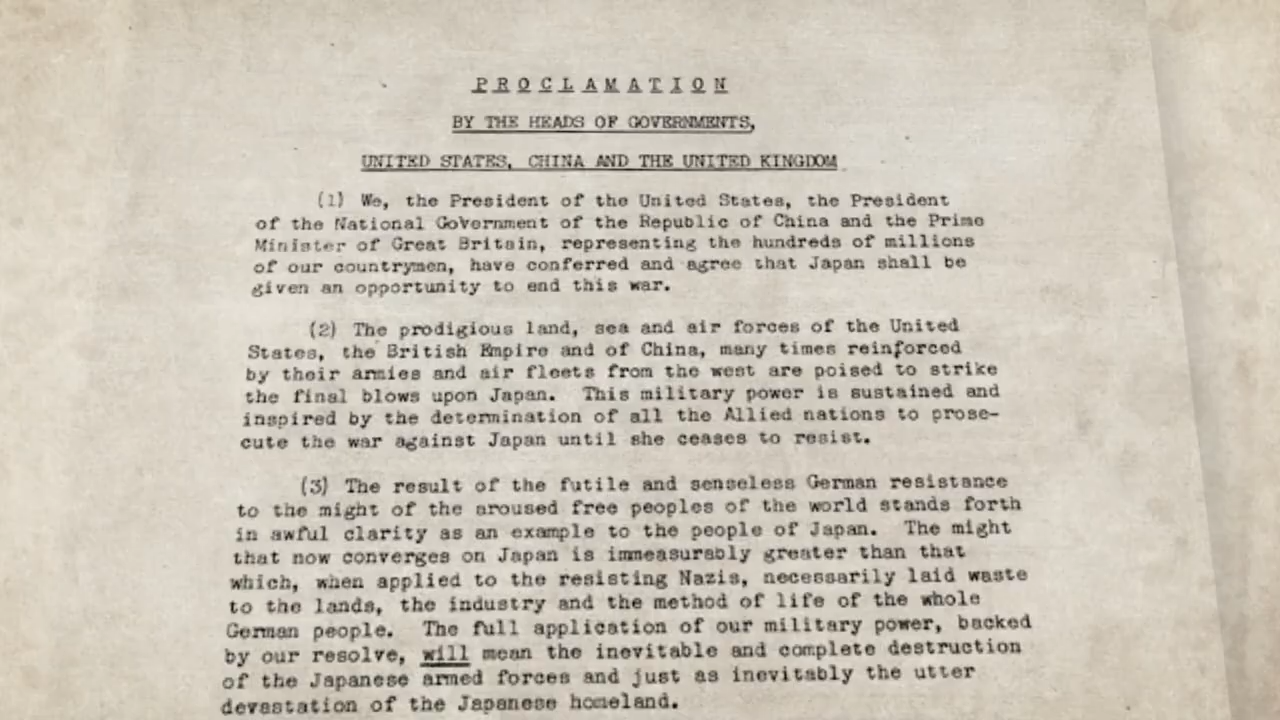 PROCLAMATION
BY THE HEADS OF GOVERNMENTS,
UNITED STATES, CHINA AND THE UNITED KINGDOM
(1) We, the President of the United States, the President
of the National Government of the Republic of China and the Prime
Minister of Great Britain, representing the hundreds of millions
of our countrymen, have conferred and agree that Japan shall be
given an opportunity to end this war.
(2) The prodigious land, sea and air forces of the United
States, the British Empire and of China, many times reinforced
by their armies and air fleets from the west are poised to strike
the final blows upon Japan. This military power is sustained and
inspired by the determination of all the Allied nations to prose-
cute the war against Japan until she ceases to resist.
(3) The result of the futile and senseless German resistance
to the might of the aroused free peoples of the world stands forth
in awful clarity as an example to the people of Japan. The might
that now converges on Japan is immeasurably greater than that
which, when applied to the resisting Nazis, necessarily laid waste
to the lands, the industry and the method of life of the whole
German people. The full application of our military power, backed
by our resolve, will mean the inevitable and complete destruction
of the Japanese armed forces and just as inevitably the utter
devastation of the Japanese homeland.